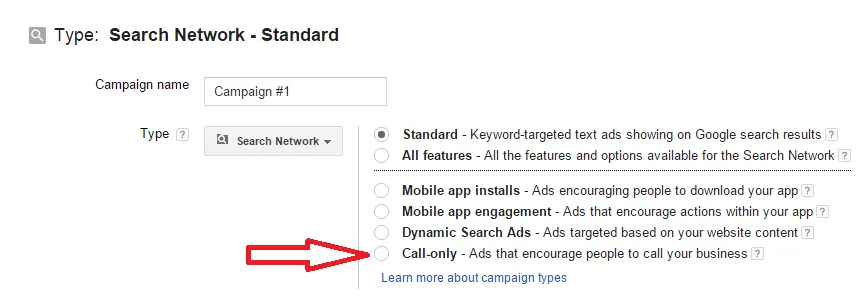 Type: Search Network - Standard
Campaign name
Campaign #1
Type ? Search Network
Standard - Keyword-targeted text ads showing on Google search results ?
All features - All the features and options available for the Search Network ?
Mobile app installs - Ads encouraging people to download your app ?
Mobile app engagement - Ads that encourage actions within your app ?
Dynamic Search Ads - Ads targeted based on your website content ?
Call-only - Ads that encourage people to call your business ?
Learn more about campaign types